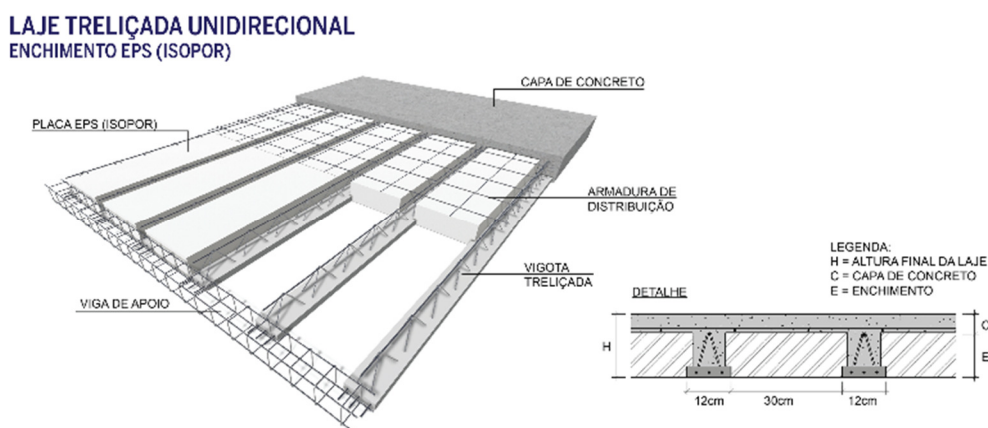 LAJE TRELIÇADA UNIDIRECIONAL
ENCHIMENTO EPS (ISOPOR)
CAPA DE CONCRETO
PLACA EPS (ISOPOR)
ARMADURA DE
DISTRIBUIÇÃO
VIGOTA
TRELIÇADA
VIGA DE APOIO
LEGENDA:
H = ALTURA FINAL DA LAJE
C = CAPA DE CONCRETO
E = ENCHIMENTO
DETALHE
H
C
E
12cm
30cm
12cm